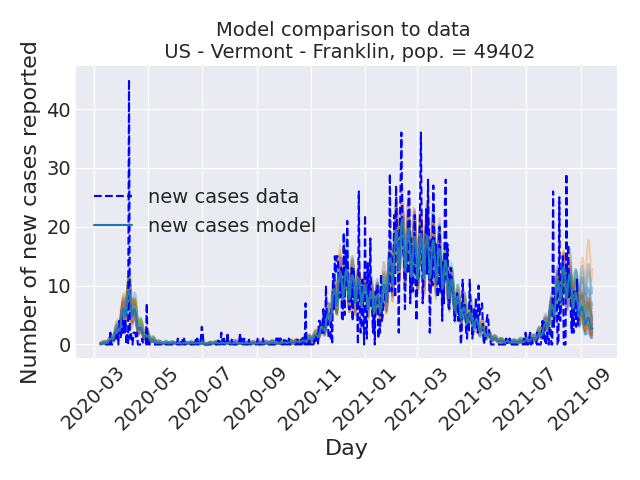 Model comparison to data
US - Vermont - Franklin, pop. = 49402
Number of new cases reported
40
30
20
10
0
new cases data
new cases model
2020-03
2020-05
2020-07
2020-09
2020-11
2021-01
2021-03
2021-05
2021-07
2021-09
Day